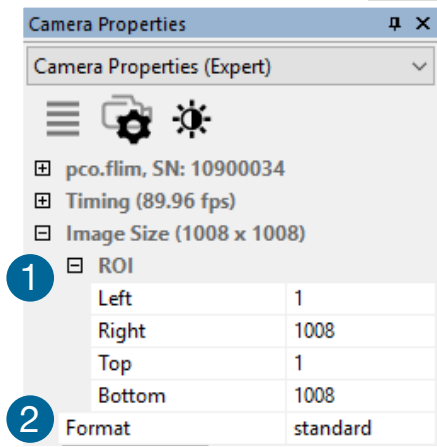 Camera Properties
Camera Properties (Expert)
pco.flim, SN: 10900034
Timing (89.96 fps)
Image Size (1008 x 1008)
1
ROI
Left 1
Right 1008
Top 1
Bottom 1008
2
Format standard